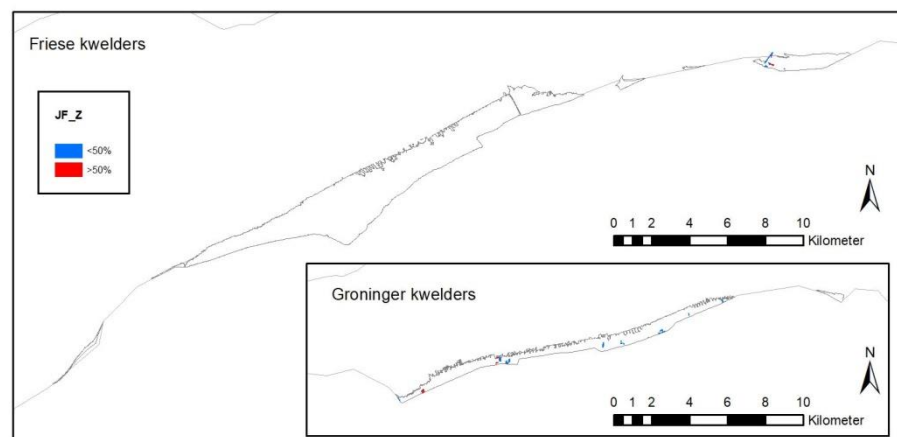 Friese kwelders
JF_Z
<50%
>50%
N
0 1 2 4 6 8 10
Kilometer
Groninger kwelders
N
0 1 2 4 6 8 10
Kilometer